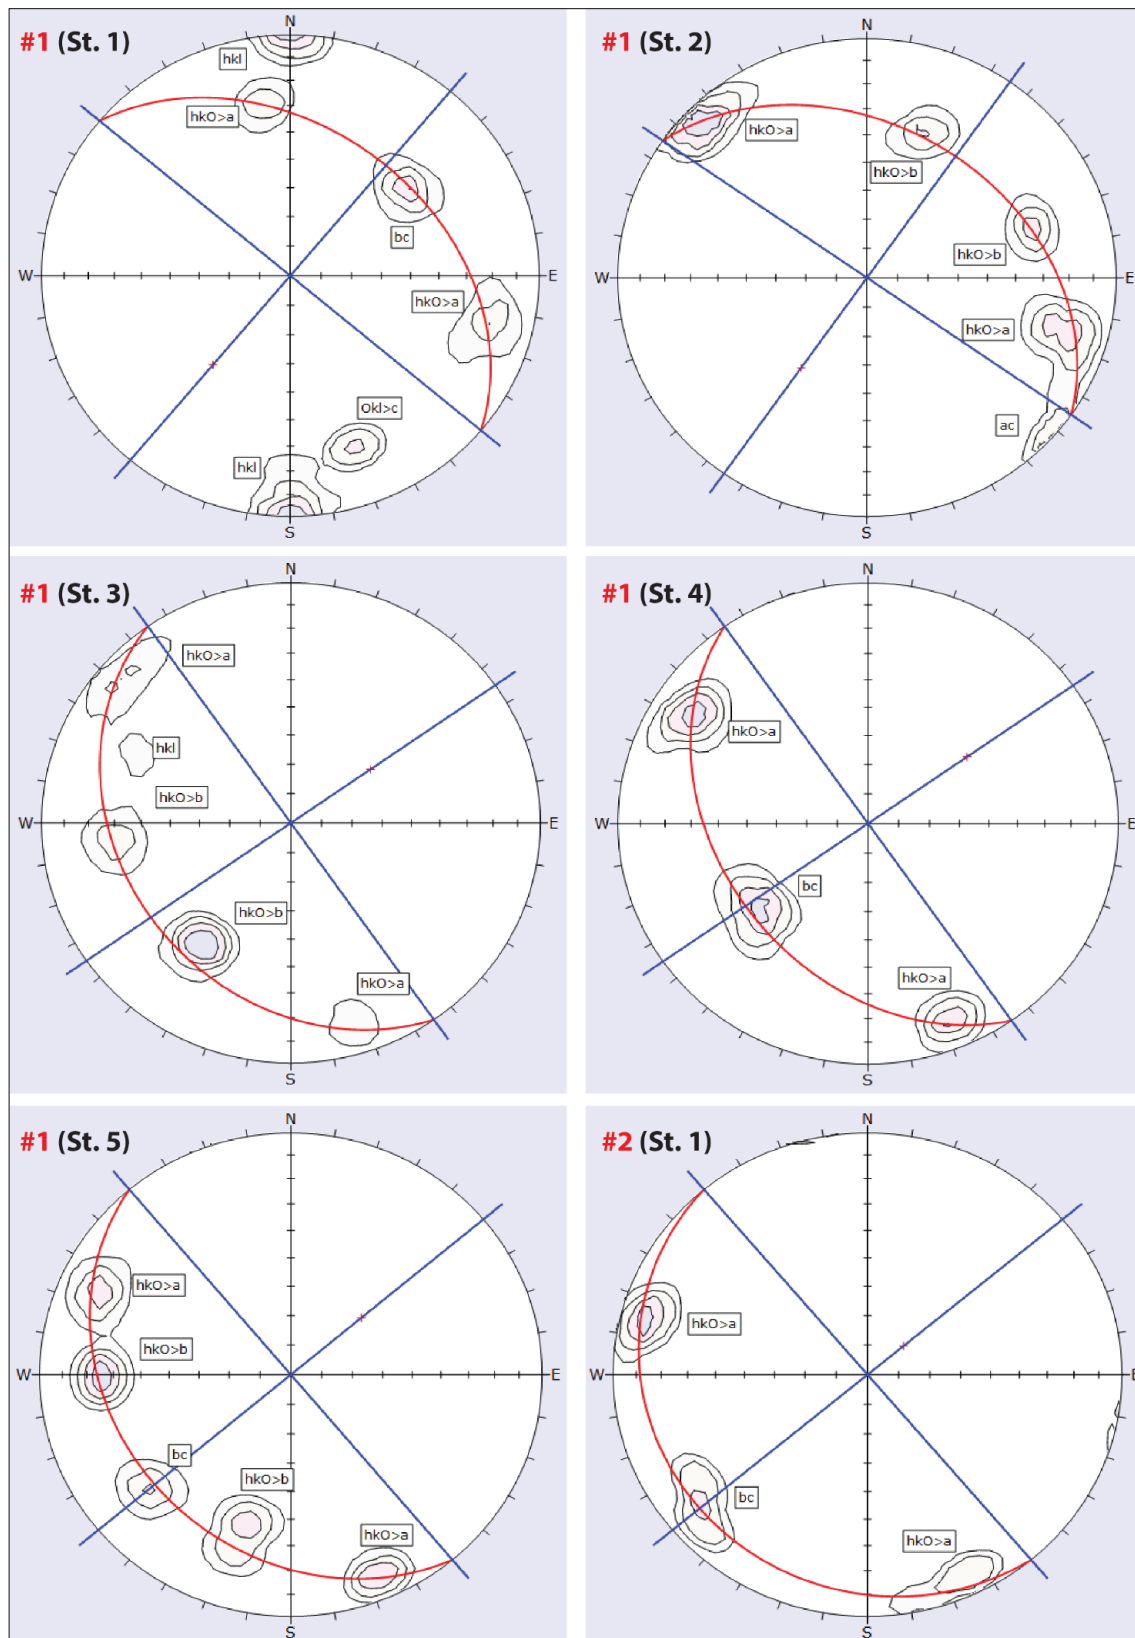 #1 (St. 1)
N
hkl
hkO>a
bc
W
E
hkO>a
Okl>c
hkl
S
#1 (St. 2)
N
hkO>a
hkO>b
hkO>b
W
E
hkO>a
ac
S
#1 (St. 3)
N
hkO>a
hkl
hkO>b
W
E
hkO>b
hkO>a
S
#1 (St. 4)
N
hkO>a
W
E
bc
hkO>a
S
#1 (St. 5)
N
hkO>a
hkO>b
W
E
bc
hkO>b
hkO>a
S
#2 (St. 1)
N
hkO>a
W
E
bc
hkO>a
S